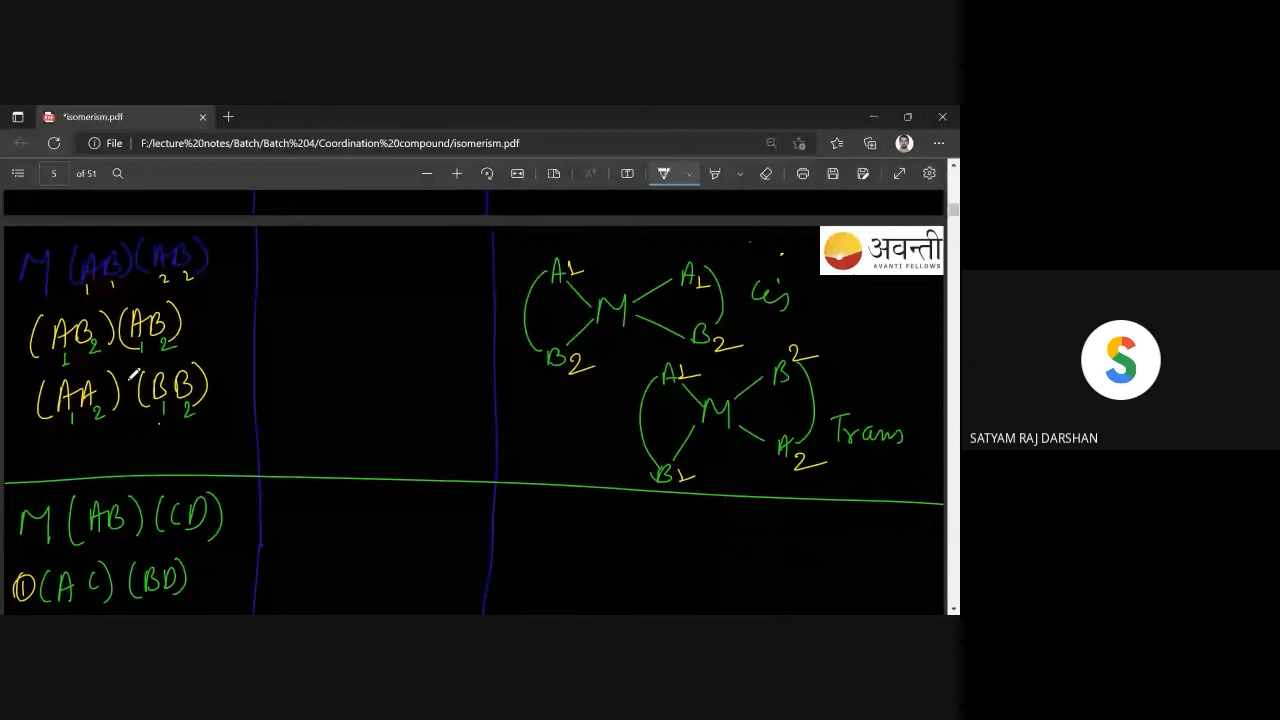 *isomerism.pdf
File F:/lecture%20notes/Batch/Batch%204/Coordination%20compound/isomerism.pdf
5 of 51
अवन्ती
AVANTI FELLOWS
M (A₁B₁)(A₂B₂)
(A₁B₂)(A₁B₂)
(A₁A₂) (B₁B₂)
A1 M A1
B2 B2
Cis
A1 M B2
B1 A2
Trans
M (AB) (CD)
① (A C) (BD)
S
SATYAM RAJ DARSHAN